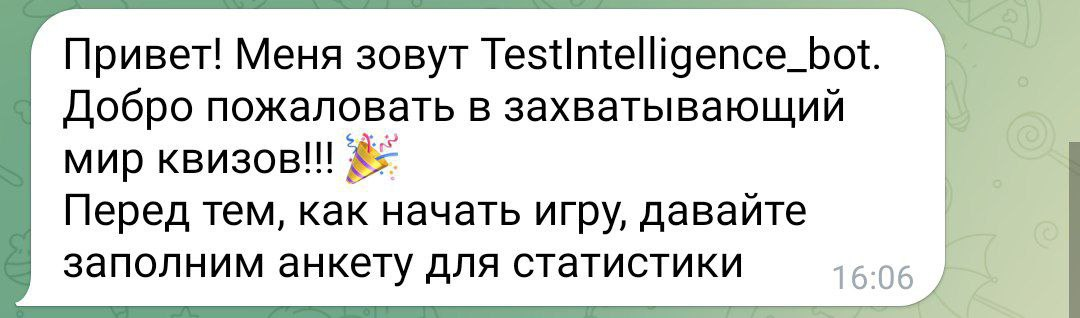 Привет! Меня зовут TestIntelligence_bot.
Добро пожаловать в захватывающий
мир квизов!!! 🎉
Перед тем, как начать игру, давайте
заполним анкету для статистики
16:06